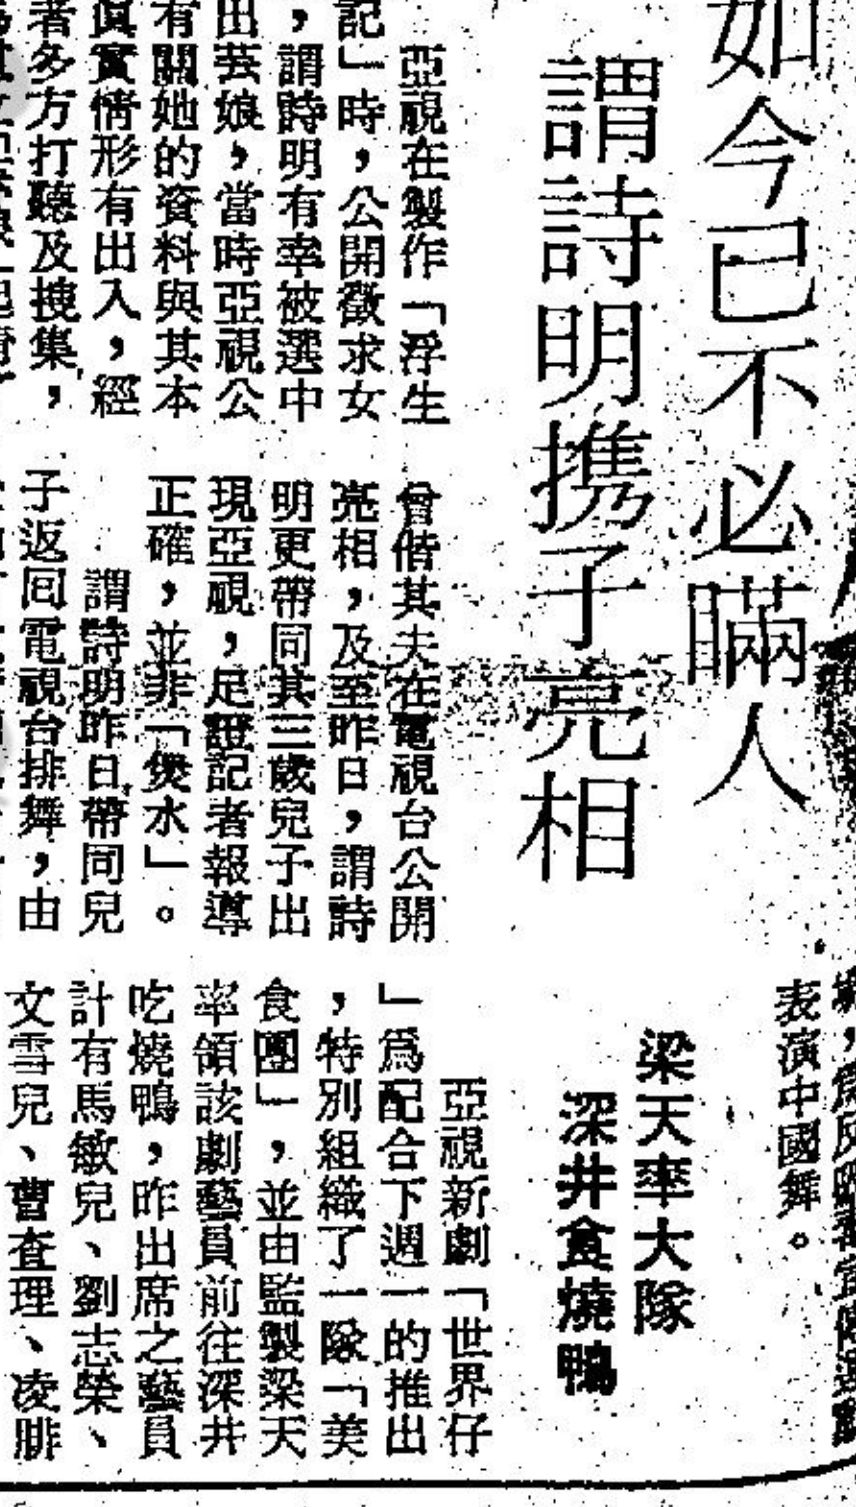 如今已不必瞞人
謂詩明携子亮相
亞視在製作「浮生
記」時，公開徵求女
，謂詩明有幸被選中
出芸娘，當時亞視公
有關她的資料與其本
眞實情形有出入，經
者多方打聽及搜集，
曾偕其夫在電視台公開
亮相，及至昨日，謂詩
明更帶同其三歲兒子出
現亞視，足證記者報導
正確，並非「煲水」。
謂詩明昨日帶同兒
子返回電視台排舞，由
表演中國舞。
梁天率大隊
深井食燒鴨
亞視新劇「世界仔
」爲配合下週一的推出
，特別組織了一隊「美
食團」，並由監製梁天
率領該劇藝員前往深井
吃燒鴨，昨出席之藝員
計有馬敏兒、劉志榮、
文雪兒、曹查理、凌腓